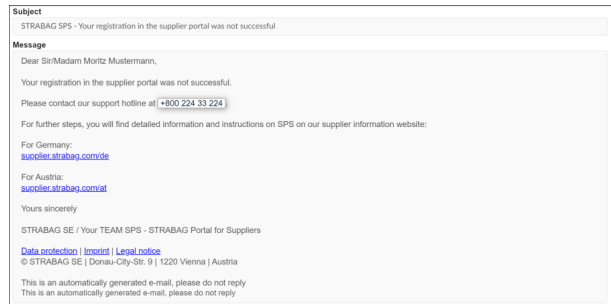 Subject
STRABAG SPS - Your registration in the supplier portal was not successful
Message
Dear Sir/Madam Moritz Mustermann,
Your registration in the supplier portal was not successful.
Please contact our support hotline at +800 224 33 224.
For further steps, you will find detailed information and instructions on SPS on our supplier information website:
For Germany:
supplier.strabag.com/de
For Austria:
supplier.strabag.com/at
Yours sincerely
STRABAG SE / Your TEAM SPS - STRABAG Portal for Suppliers
Data protection | Imprint | Legal notice
© STRABAG SE | Donau-City-Str. 9 | 1220 Vienna | Austria
This is an automatically generated e-mail, please do not reply
This is an automatically generated e-mail, please do not reply